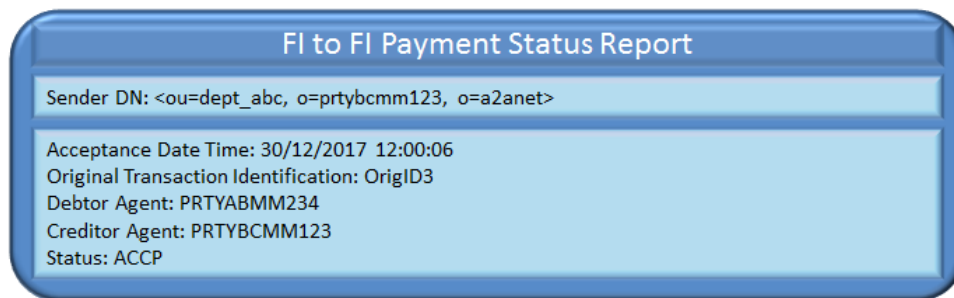 FI to FI Payment Status Report
Sender DN: <ou=dept_abc, o=prtybcmm123, o=a2anet>
Acceptance Date Time: 30/12/2017 12:00:06
Original Transaction Identification: OrigID3
Debtor Agent: PRTYABMM234
Creditor Agent: PRTYBCMM123
Status: ACCP